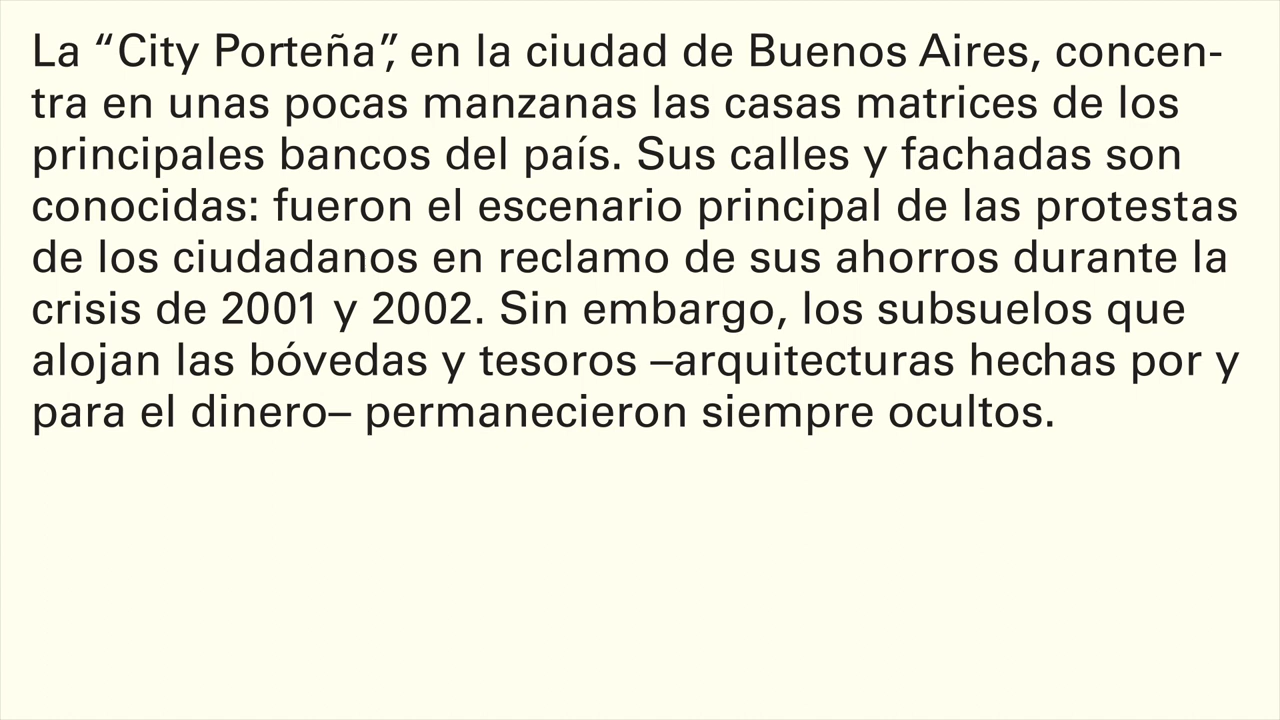 La “City Porteña”, en la ciudad de Buenos Aires, concen-
tra en unas pocas manzanas las casas matrices de los
principales bancos del país. Sus calles y fachadas son
conocidas: fueron el escenario principal de las protestas
de los ciudadanos en reclamo de sus ahorros durante la
crisis de 2001 y 2002. Sin embargo, los subsuelos que
alojan las bóvedas y tesoros –arquitecturas hechas por y
para el dinero– permanecieron siempre ocultos.